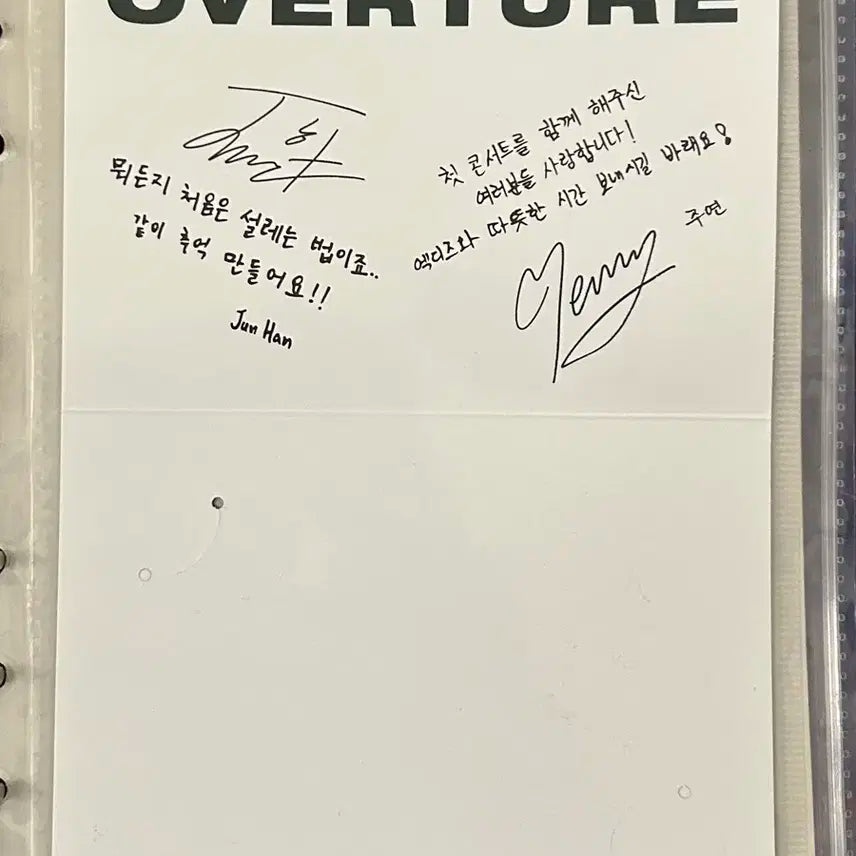 OVERTURE
뭐든지 처음은 설레는 법이죠..
같이 추억 만들어요!!
Jun Han
첫 콘서트를 함께 해주신
여러분들 사랑합니다!
엑디즈와 따뜻한 시간 보내시길 바래요!
주연